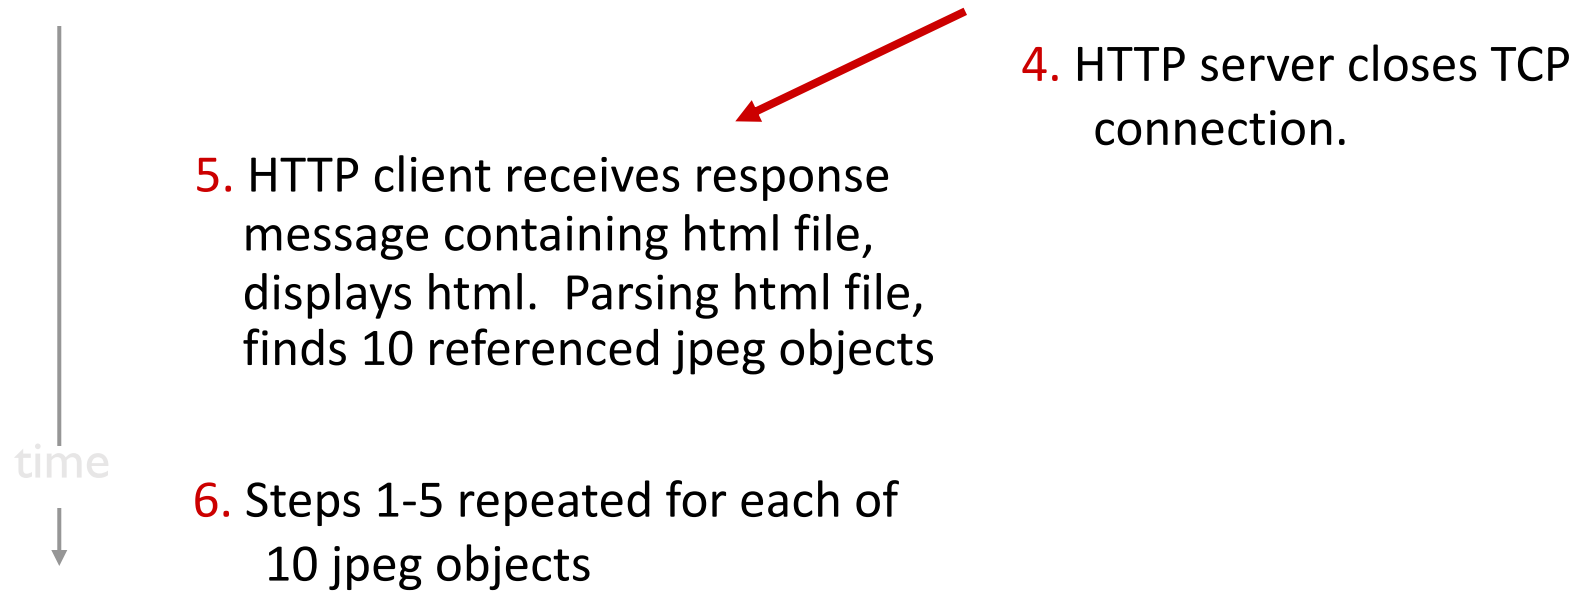 4. HTTP server closes TCP
connection.
5. HTTP client receives response
message containing html file,
displays html.  Parsing html file,
finds 10 referenced jpeg objects
time
6. Steps 1-5 repeated for each of
10 jpeg objects